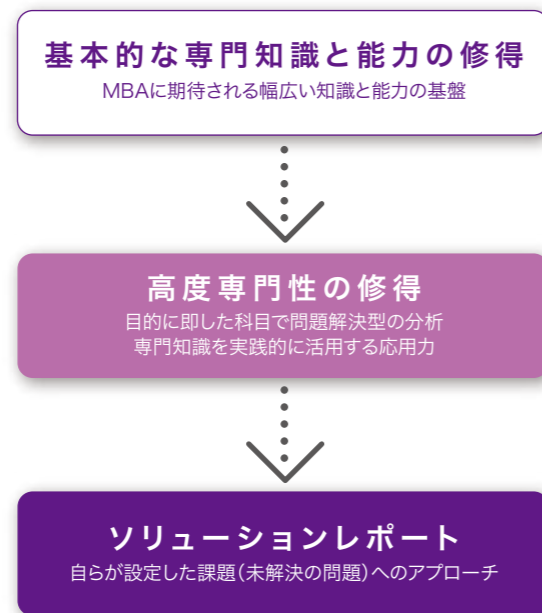 基本的な専門知識と能力の修得
MBAに期待される幅広い知識と能力の基盤
高度専門性の修得
目的に即した科目で問題解決型の分析
専門知識を実践的に活用する応用力
ソリューションレポート
自らが設定した課題(未解決の問題)へのアプローチ